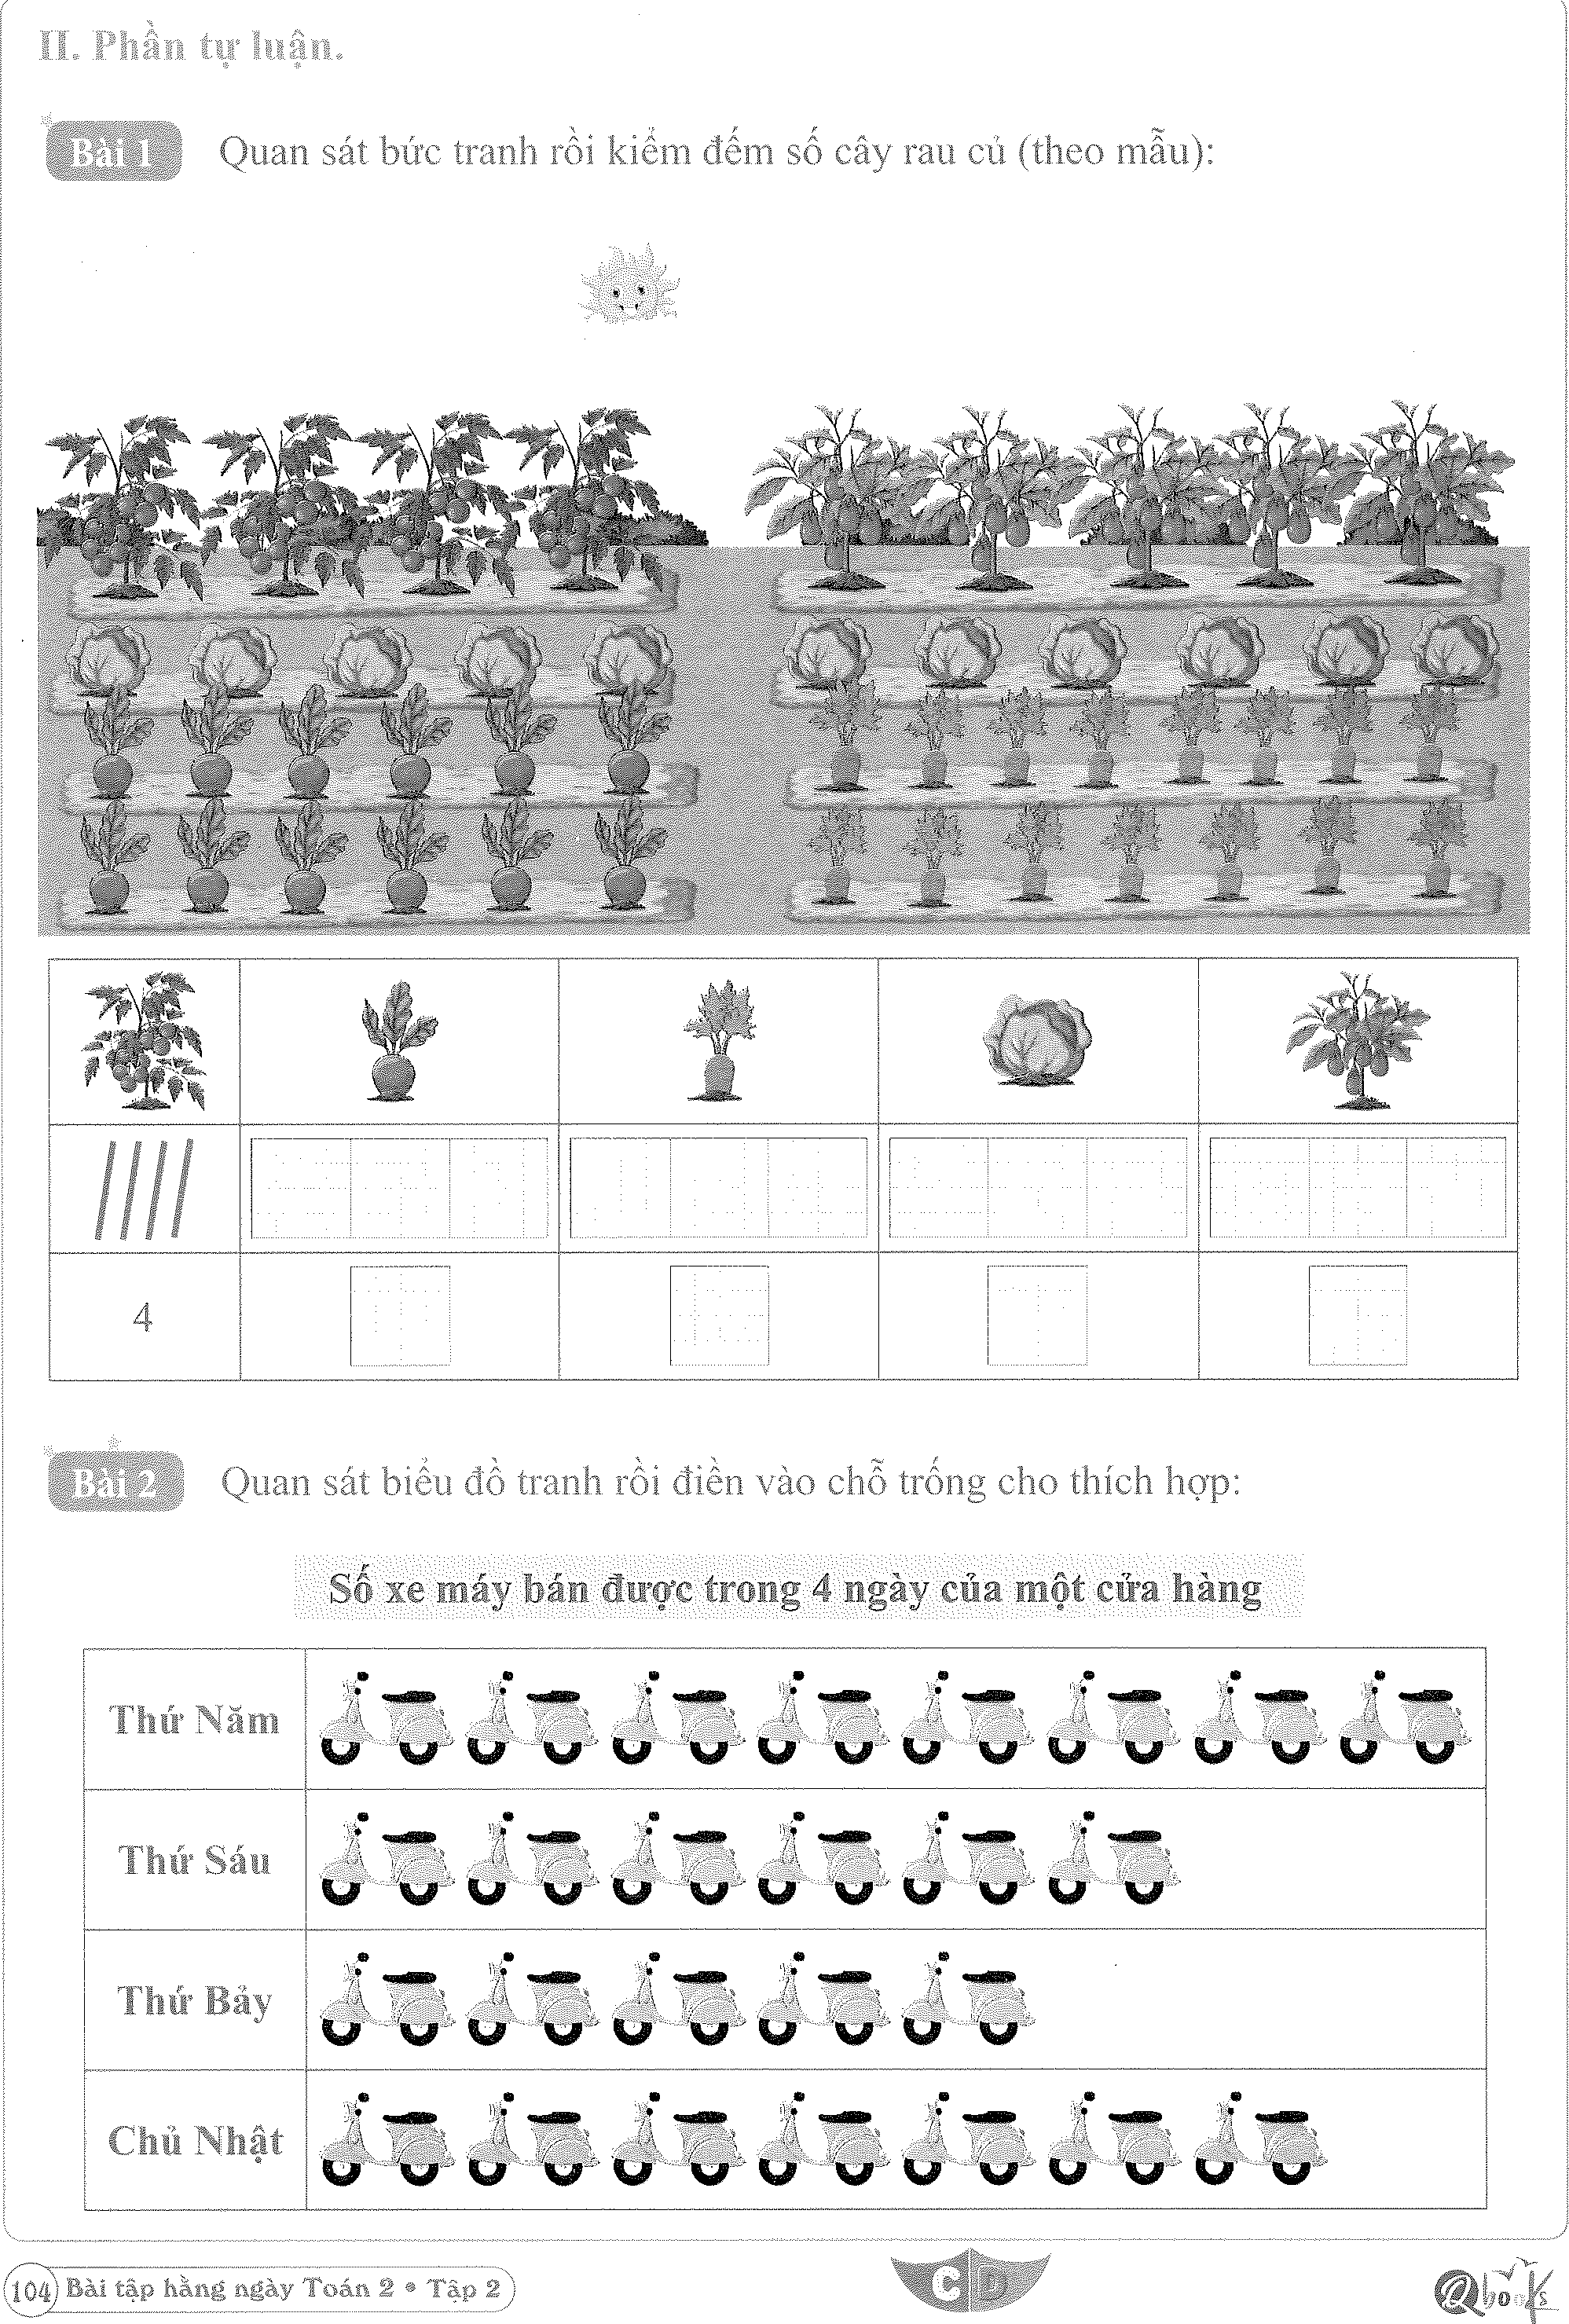 II. Phần tự luận.
Bài 1 Quan sát bức tranh rồi kiểm đếm số cây rau củ (theo mẫu):
4
Bài 2 Quan sát biểu đồ tranh rồi điền vào chỗ trống cho thích hợp:
Số xe máy bán được trong 4 ngày của một cửa hàng
Thứ Năm
Thứ Sáu
Thứ Bảy
Chủ Nhật
104 Bài tập hằng ngày Toán 2 • Tập 2
CD
Qbooks